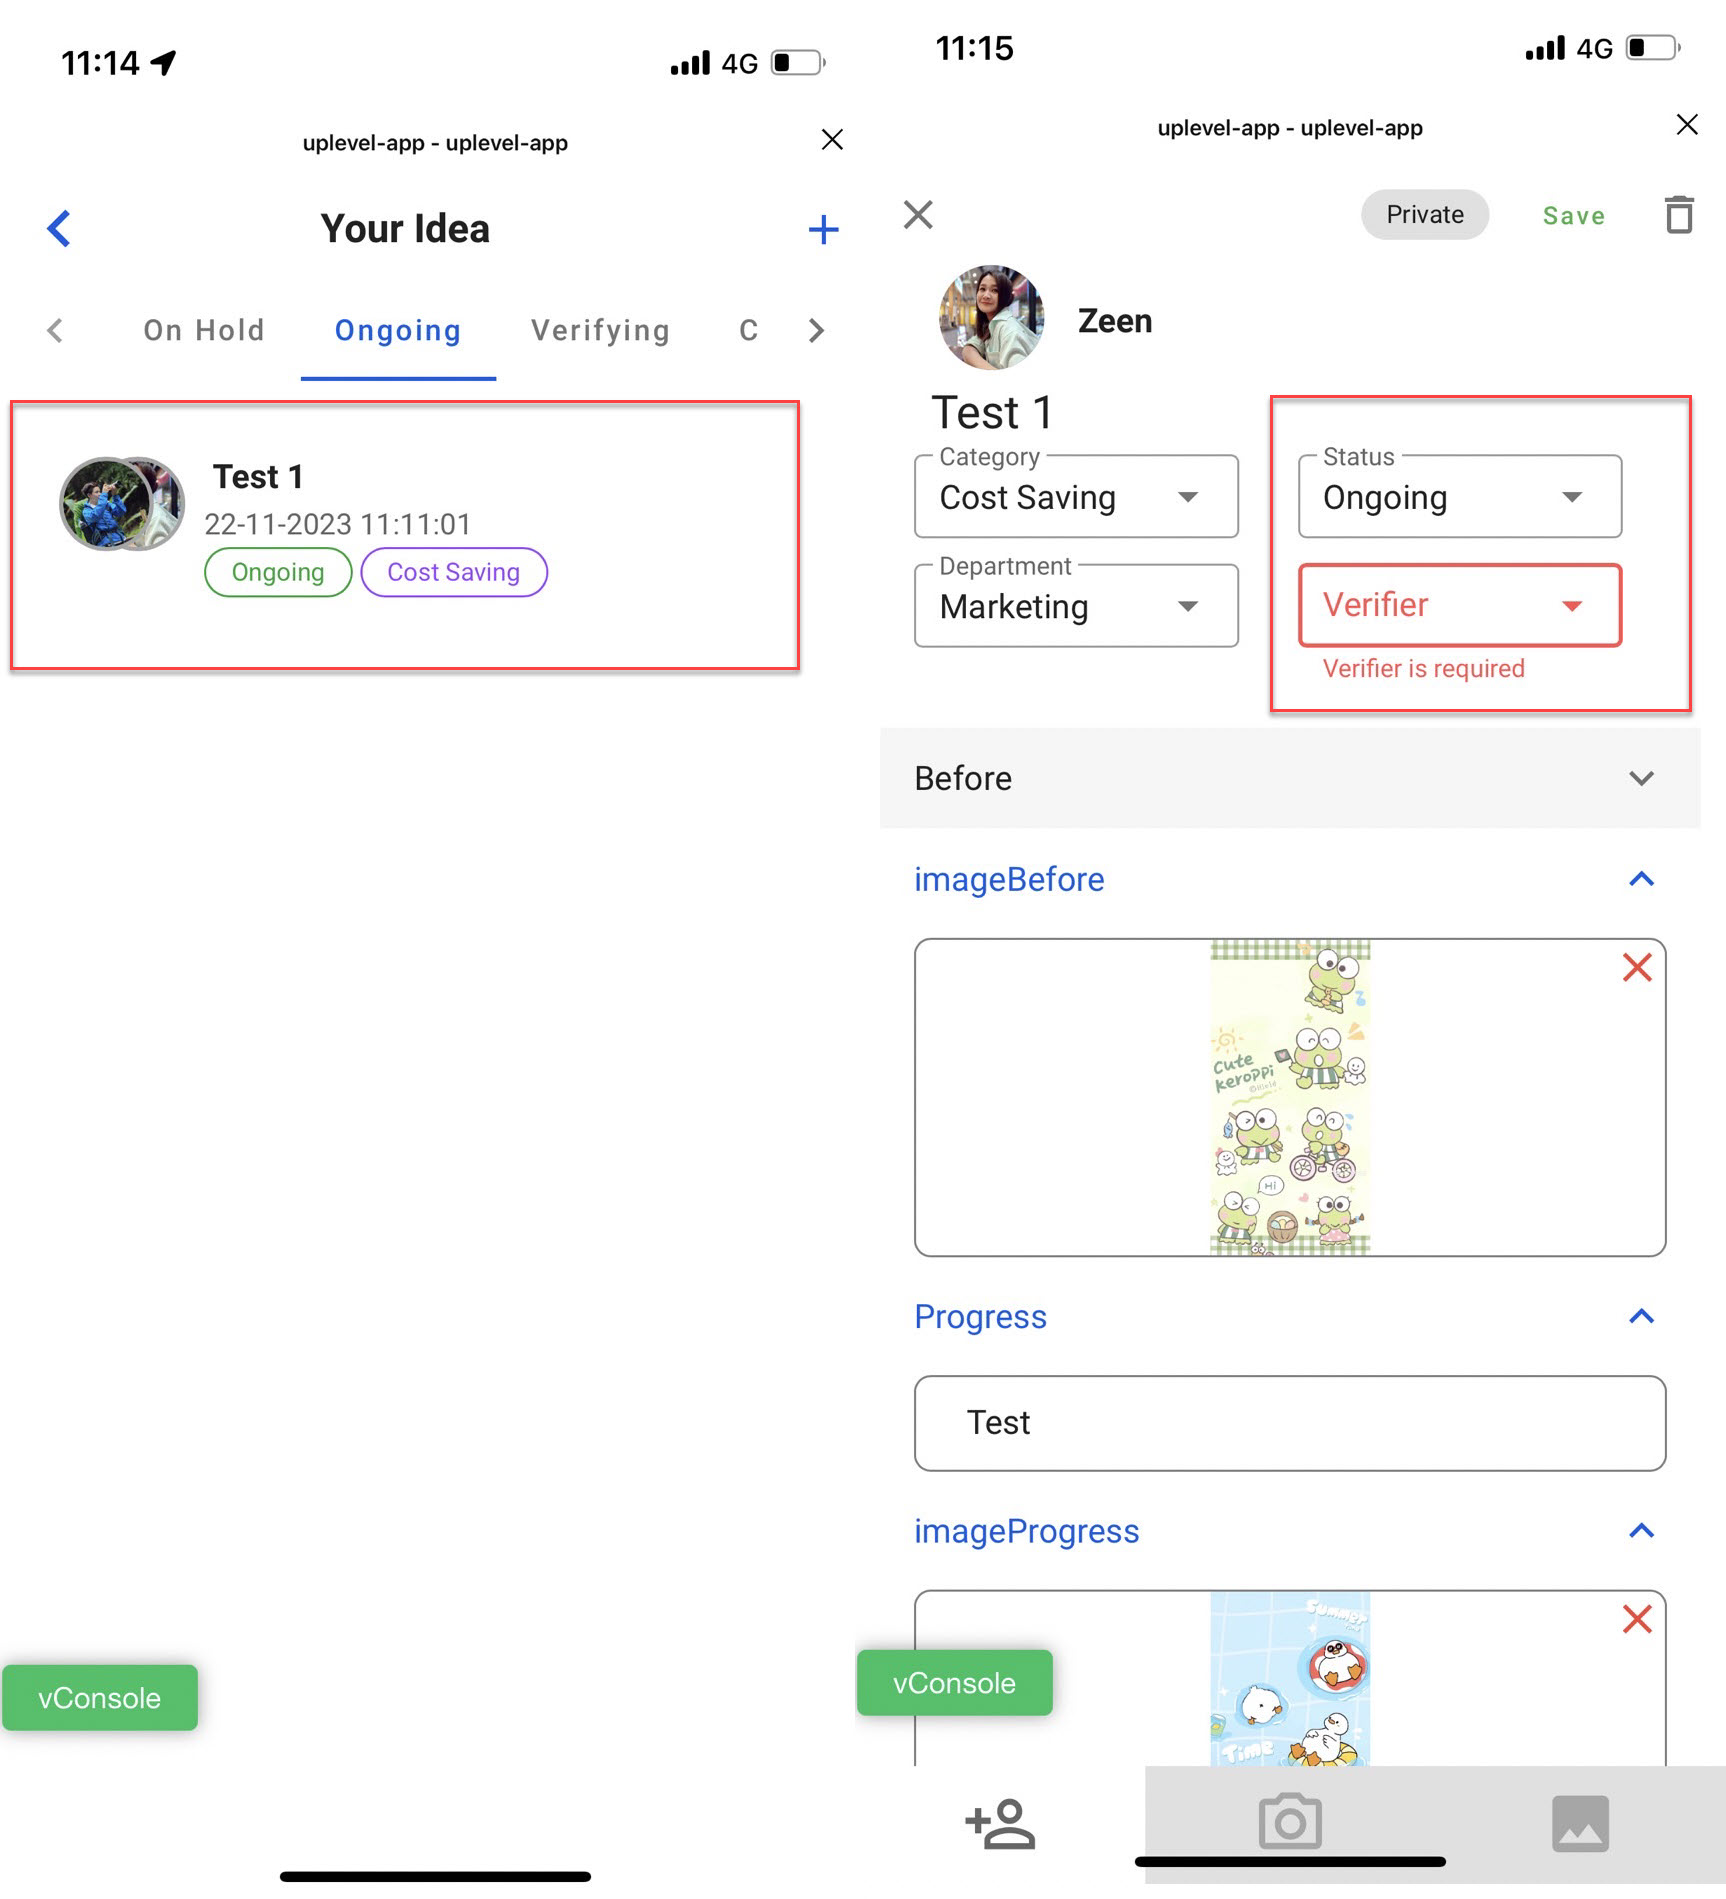 11:14
4G
uplevel-app - uplevel-app
Your Idea
On Hold
Ongoing
Verifying
C
Test 1
22-11-2023 11:11:01
Ongoing
Cost Saving
vConsole
11:15
4G
uplevel-app - uplevel-app
Private
Save
Zeen
Test 1
Category
Cost Saving
Status
Ongoing
Department
Marketing
Verifier
Verifier is required
Before
imageBefore
Cute
keroppi
Hi
Progress
Test
imageProgress
Summer
Time
vConsole